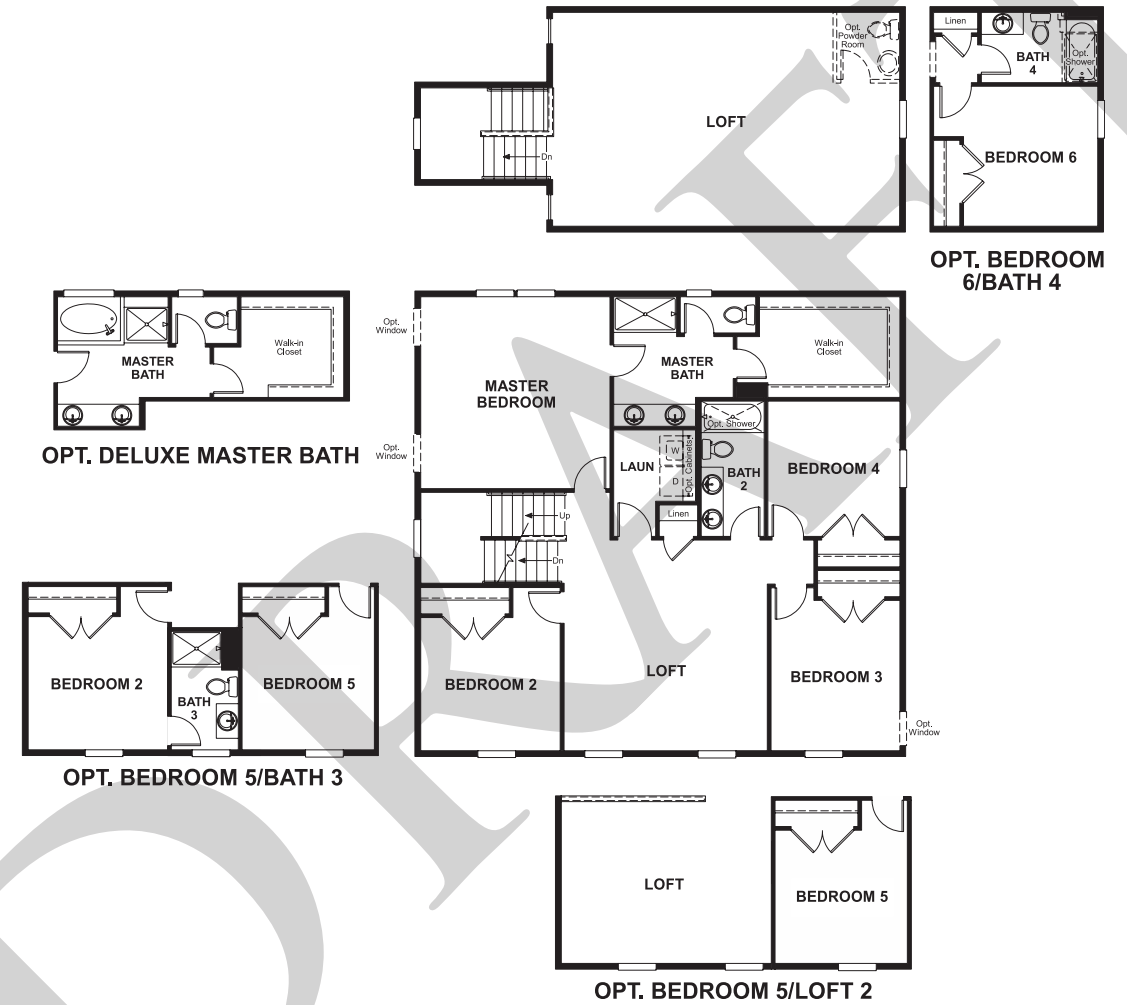 Opt.
Powder
Room
LOFT
Dn
Linen
BATH
4
Opt.
Shower
BEDROOM 6
OPT. BEDROOM
6/BATH 4
MASTER
BATH
Walk-in
Closet
OPT. DELUXE MASTER BATH
Opt.
Window
Opt.
Window
MASTER
BEDROOM
MASTER
BATH
Walk-in
Closet
Opt. Shower
LAUN
W
D
Opt. Cabinets
BATH
2
BEDROOM 4
Linen
Up
Dn
BEDROOM 2
LOFT
BEDROOM 3
Opt.
Window
BEDROOM 2
BATH
3
BEDROOM 5
OPT. BEDROOM 5/BATH 3
LOFT
BEDROOM 5
OPT. BEDROOM 5/LOFT 2
DRAFT